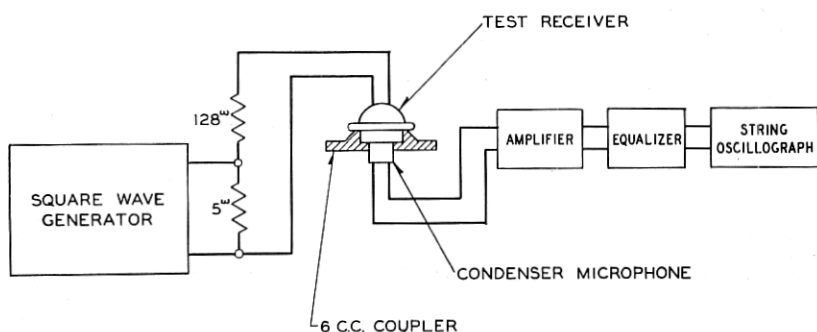 TEST RECEIVER
128ω
AMPLIFIER
EQUALIZER
STRING
OSCILLOGRAPH
SQUARE WAVE
GENERATOR
5ω
CONDENSER MICROPHONE
6 C.C. COUPLER